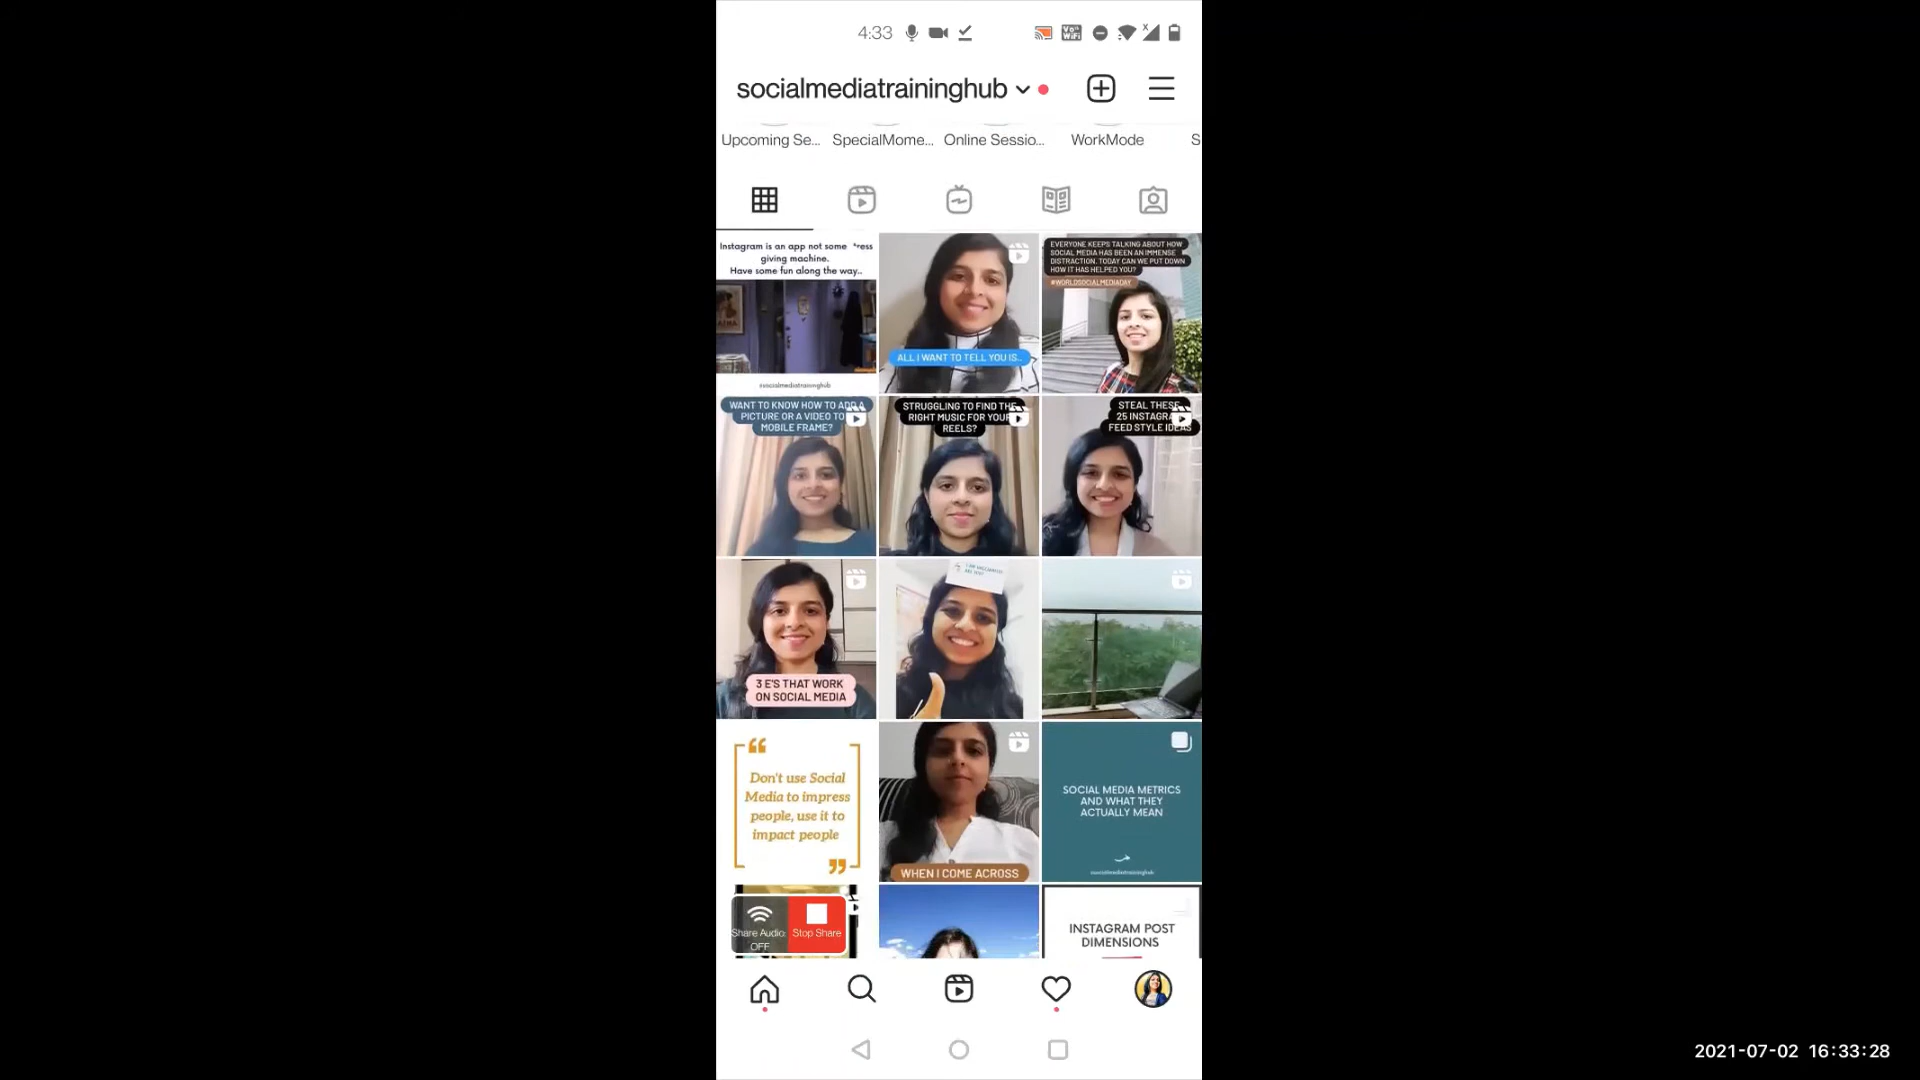 4:33
Vo
WiFi
socialmediatraininghub
Upcoming Se... SpecialMome... Online Sessio... WorkMode S
Instagram is an app not some
giving machine.
Have some fun along the way..
ALL I WANT TO TELL YOU IS..
EVERYONE KEEPS TALKING ABOUT HOW
SOCIAL MEDIA HAS BEEN AN IMMENSE
DISTRACTION. TODAY CAN WE PUT DOWN
HOW IT HAS HELPED YOU?
#WORLDSOCIALMEDIADAY
WANT TO KNOW HOW TO ADD A
PICTURE OR A VIDEO TO
MOBILE FRAME?
STRUGGLING TO FIND THE
RIGHT MUSIC FOR YOUR
REELS?
STEAL THESE
25 INSTAGRAM
FEED STYLE IDEAS
3 E'S THAT WORK
ON SOCIAL MEDIA
“
Don't use Social
Media to impress
people, use it to
impact people
”
WHEN I COME ACROSS
SOCIAL MEDIA METRICS
AND WHAT THEY
ACTUALLY MEAN
Share Audio:
OFF
Stop Share
INSTAGRAM POST
DIMENSIONS
2021-07-02 16:33:28